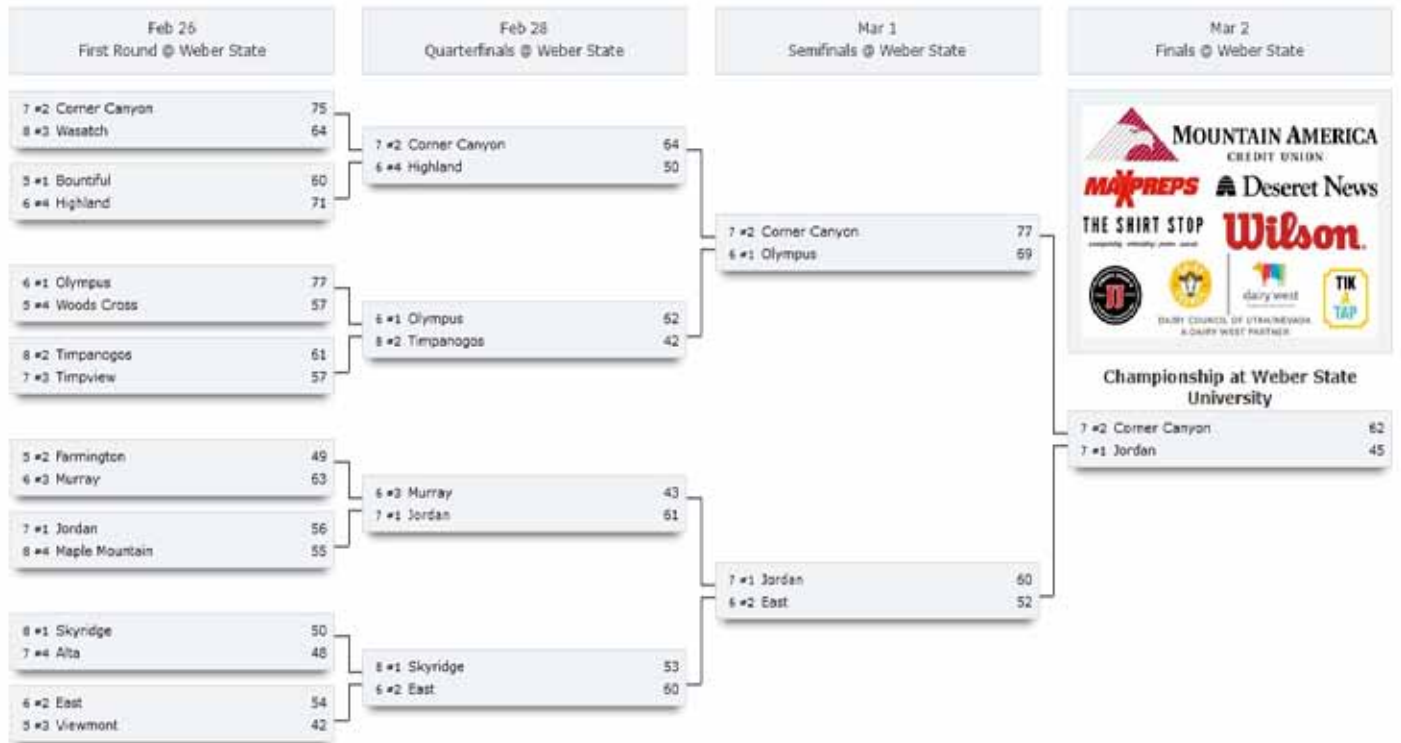 Feb 26
First Round @ Weber State
Feb 28
Quarterfinals @ Weber State
Mar 1
Semifinals @ Weber State
Mar 2
Finals @ Weber State
7 #2 Corner Canyon 75
8 #3 Wasatch 64
5 #1 Bountiful 60
6 #4 Highland 71
6 #1 Olympus 77
5 #4 Woods Cross 57
8 #2 Timpanogos 61
7 #3 Timpview 57
5 #2 Farmington 49
6 #3 Murray 63
7 #1 Jordan 56
8 #4 Maple Mountain 55
8 #1 Skyridge 50
7 #4 Alta 48
6 #2 East 54
5 #3 Viewmont 42
7 #2 Corner Canyon 64
6 #4 Highland 50
6 #1 Olympus 62
8 #2 Timpanogos 42
6 #3 Murray 43
7 #1 Jordan 61
8 #1 Skyridge 53
6 #2 East 60
7 #2 Corner Canyon 77
6 #1 Olympus 69
7 #1 Jordan 60
6 #2 East 52
MOUNTAIN AMERICA
CREDIT UNION
MAXPREPS
Deseret News
THE SHIRT STOP
Wilson.
dairy west
TIK
A
TAP
DAIRY COUNCIL OF UTAH/NEVADA
A DAIRY WEST PARTNER
Championship at Weber State
University
7 #2 Corner Canyon 62
7 #1 Jordan 45